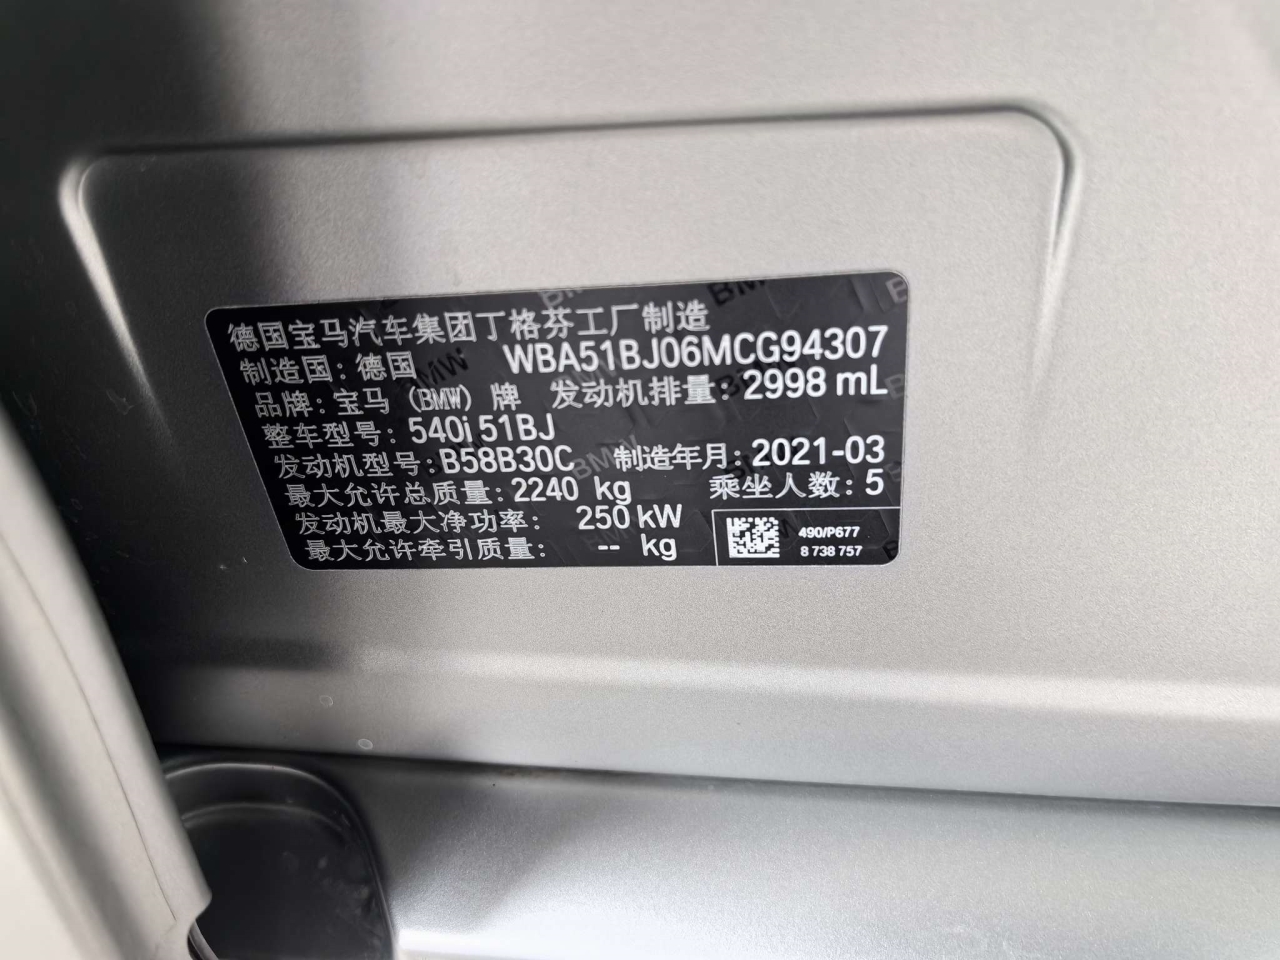 德国宝马汽车集团丁格芬工厂制造
制造国: 德国 WBA51BJ06MCG94307
品牌: 宝马 (BMW) 牌 发动机排量: 2998 mL
整车型号: 540i 51BJ
发动机型号: B58B30C 制造年月: 2021-03
最大允许总质量: 2240 kg 乘坐人数: 5
发动机最大净功率: 250 kW
最大允许牵引质量: -- kg
490/P677
8 738 757